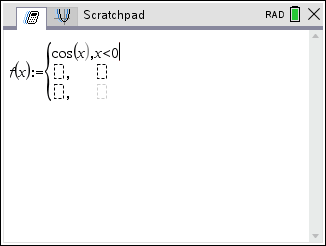 Scratchpad RAD
cos(x),x<0
f(x):=
,
,